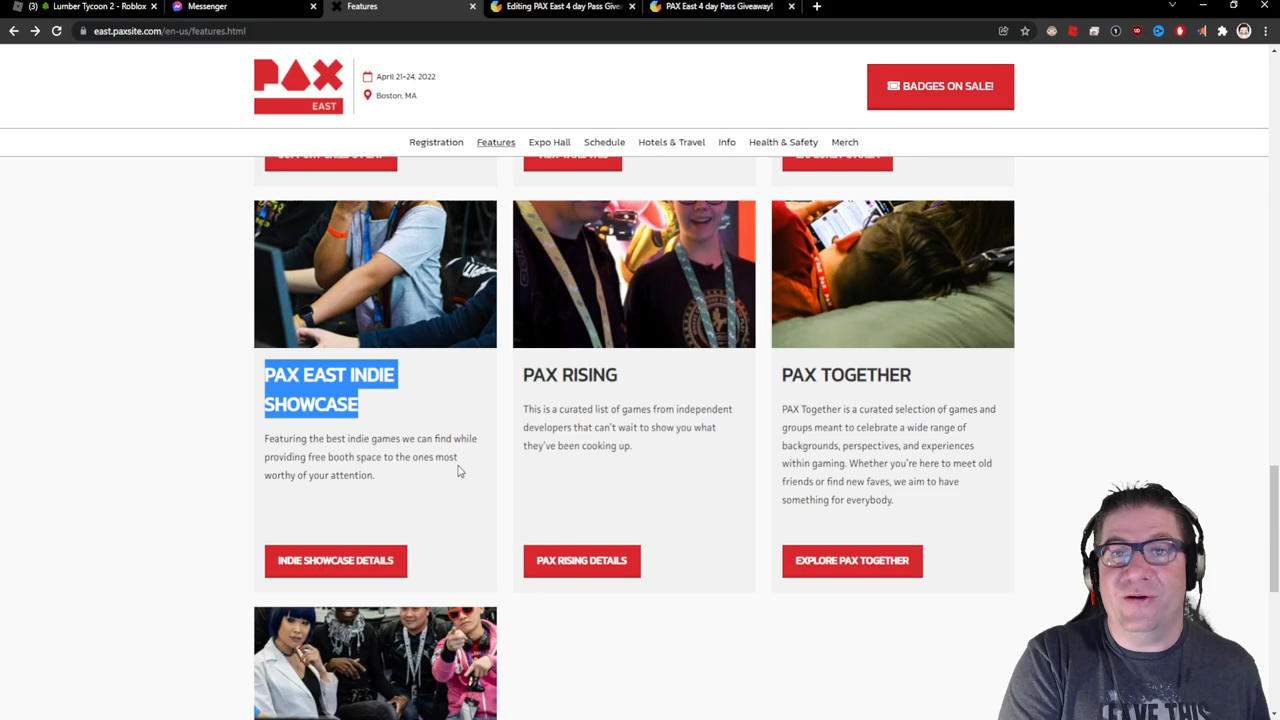 (3) Lumber Tycoon 2 - Roblox
Messenger
Features
Editing PAX East 4 day Pass Give
PAX East 4 day Pass Giveaway!
east.paxsite.com/en-us/features.html
PAX
EAST
April 21-24, 2022
Boston, MA
BADGES ON SALE!
Registration Features Expo Hall Schedule Hotels & Travel Info Health & Safety Merch
PAX EAST INDIE
SHOWCASE
Featuring the best indie games we can find while
providing free booth space to the ones most
worthy of your attention.
INDIE SHOWCASE DETAILS
PAX RISING
This is a curated list of games from independent
developers that can't wait to show you what
they've been cooking up.
PAX RISING DETAILS
PAX TOGETHER
PAX Together is a curated selection of games and
groups meant to celebrate a wide range of
backgrounds, perspectives, and experiences
within gaming. Whether you're here to meet old
friends or find new faves, we aim to have
something for everybody.
EXPLORE PAX TOGETHER
LEAVE THIS